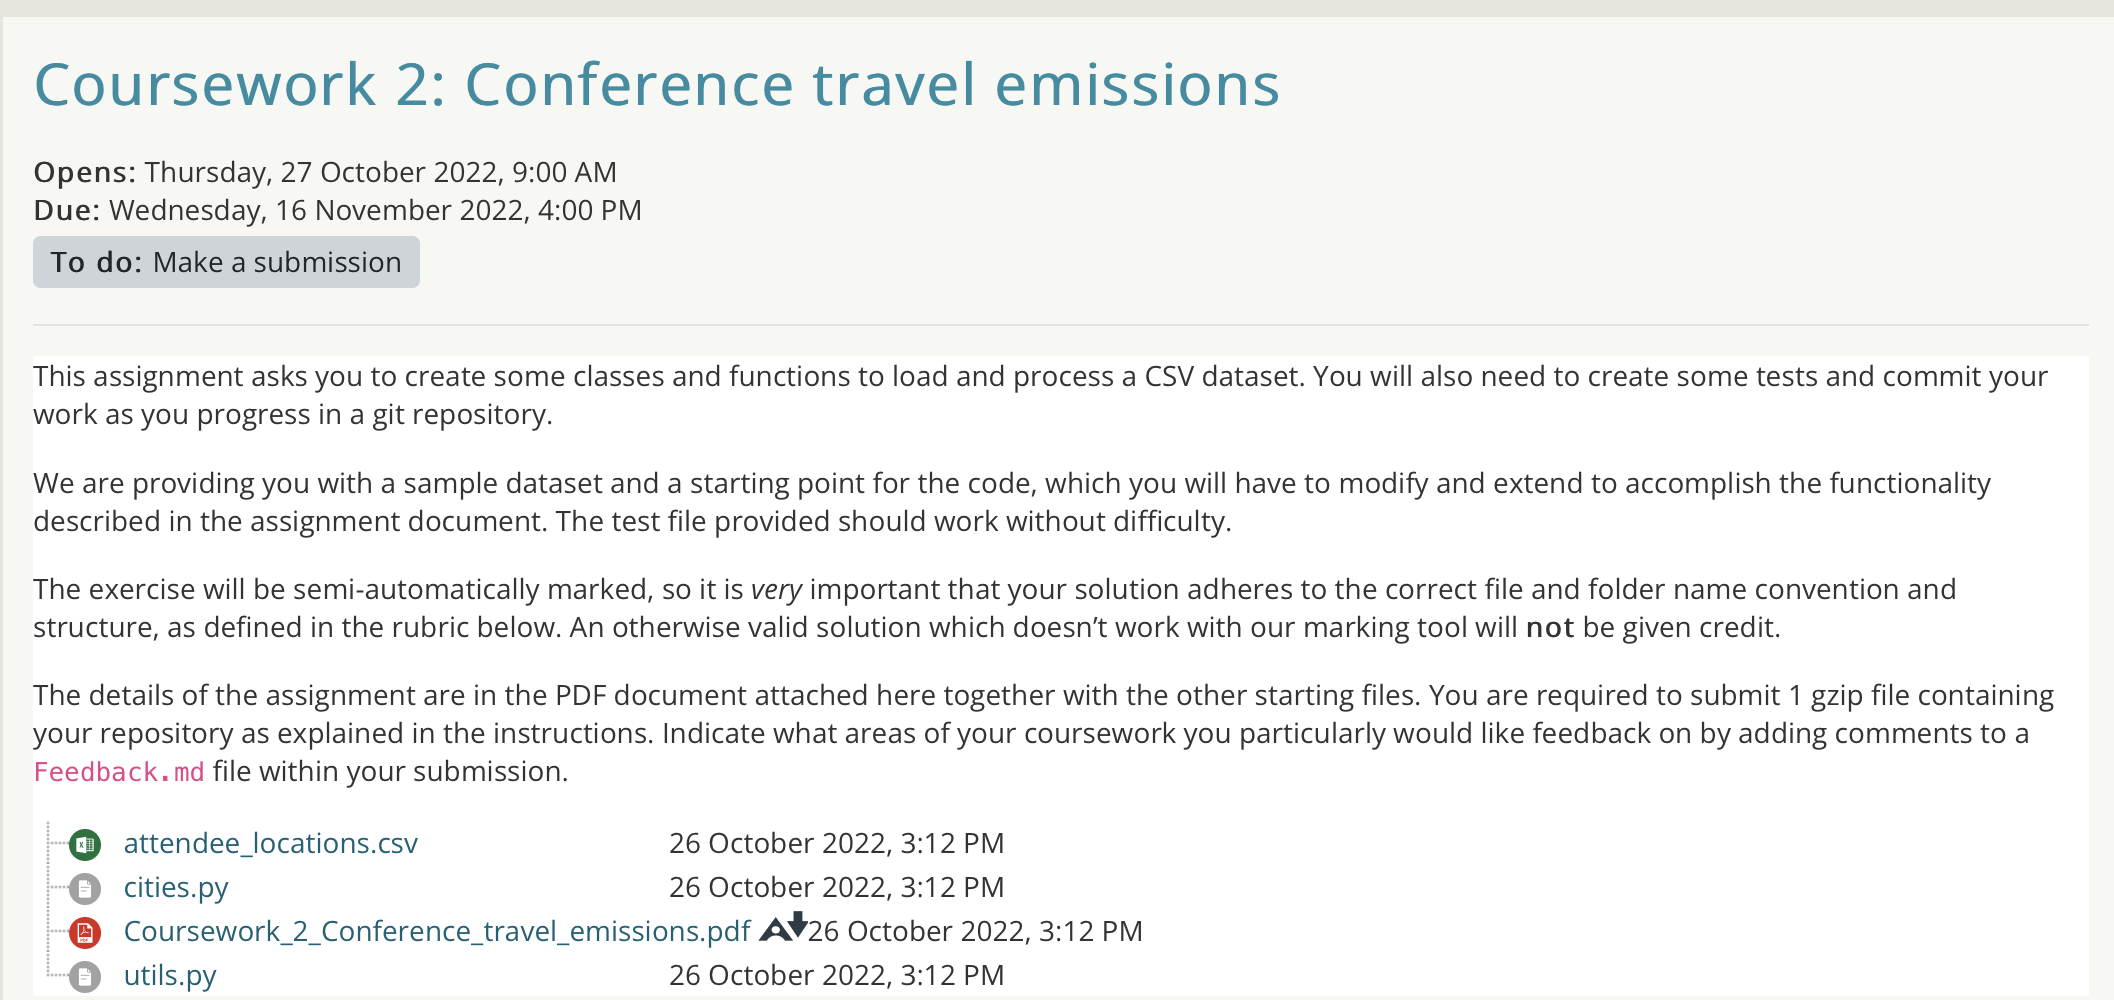 Coursework 2: Conference travel emissions
Opens: Thursday, 27 October 2022, 9:00 AM
Due: Wednesday, 16 November 2022, 4:00 PM
To do: Make a submission
This assignment asks you to create some classes and functions to load and process a CSV dataset. You will also need to create some tests and commit your
work as you progress in a git repository.
We are providing you with a sample dataset and a starting point for the code, which you will have to modify and extend to accomplish the functionality
described in the assignment document. The test file provided should work without difficulty.
The exercise will be semi-automatically marked, so it is very important that your solution adheres to the correct file and folder name convention and
structure, as defined in the rubric below. An otherwise valid solution which doesn’t work with our marking tool will not be given credit.
The details of the assignment are in the PDF document attached here together with the other starting files. You are required to submit 1 gzip file containing
your repository as explained in the instructions. Indicate what areas of your coursework you particularly would like feedback on by adding comments to a
Feedback.md file within your submission.
attendee_locations.csv 26 October 2022, 3:12 PM
cities.py 26 October 2022, 3:12 PM
Coursework_2_Conference_travel_emissions.pdf 26 October 2022, 3:12 PM
utils.py 26 October 2022, 3:12 PM